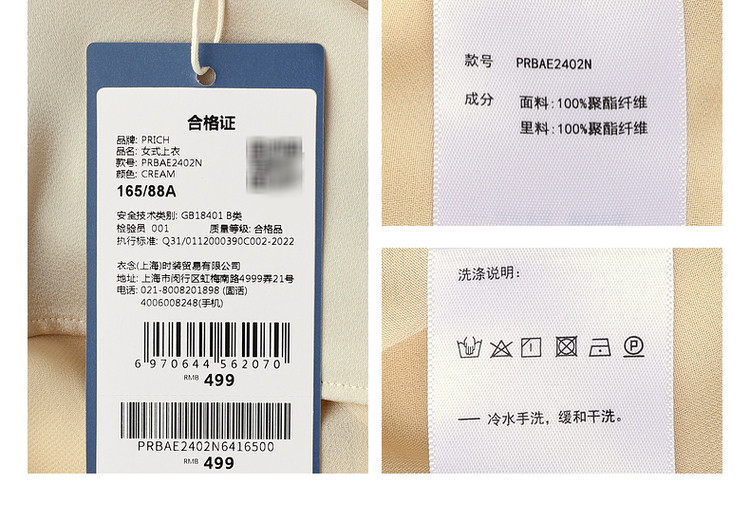 合格证
品牌: PRICH
品名: 女式上衣
款号: PRBAE2402N
颜色: CREAM
165/88A
安全技术类别: GB18401 B类
检验员 001 质量等级: 合格品
执行标准: Q31/0112000390C002-2022
衣念(上海)时装贸易有限公司
地址: 上海市闵行区虹梅南路4999弄21号
电话: 021-8008201898 (固话)
4006008248(手机)
6 970644 562070
RMB 499
PRBAE2402N6416500
RMB 499
款号 PRBAE2402N
成分 面料:100%聚酯纤维
里料:100%聚酯纤维
洗涤说明:
P
— 冷水手洗，缓和干洗。